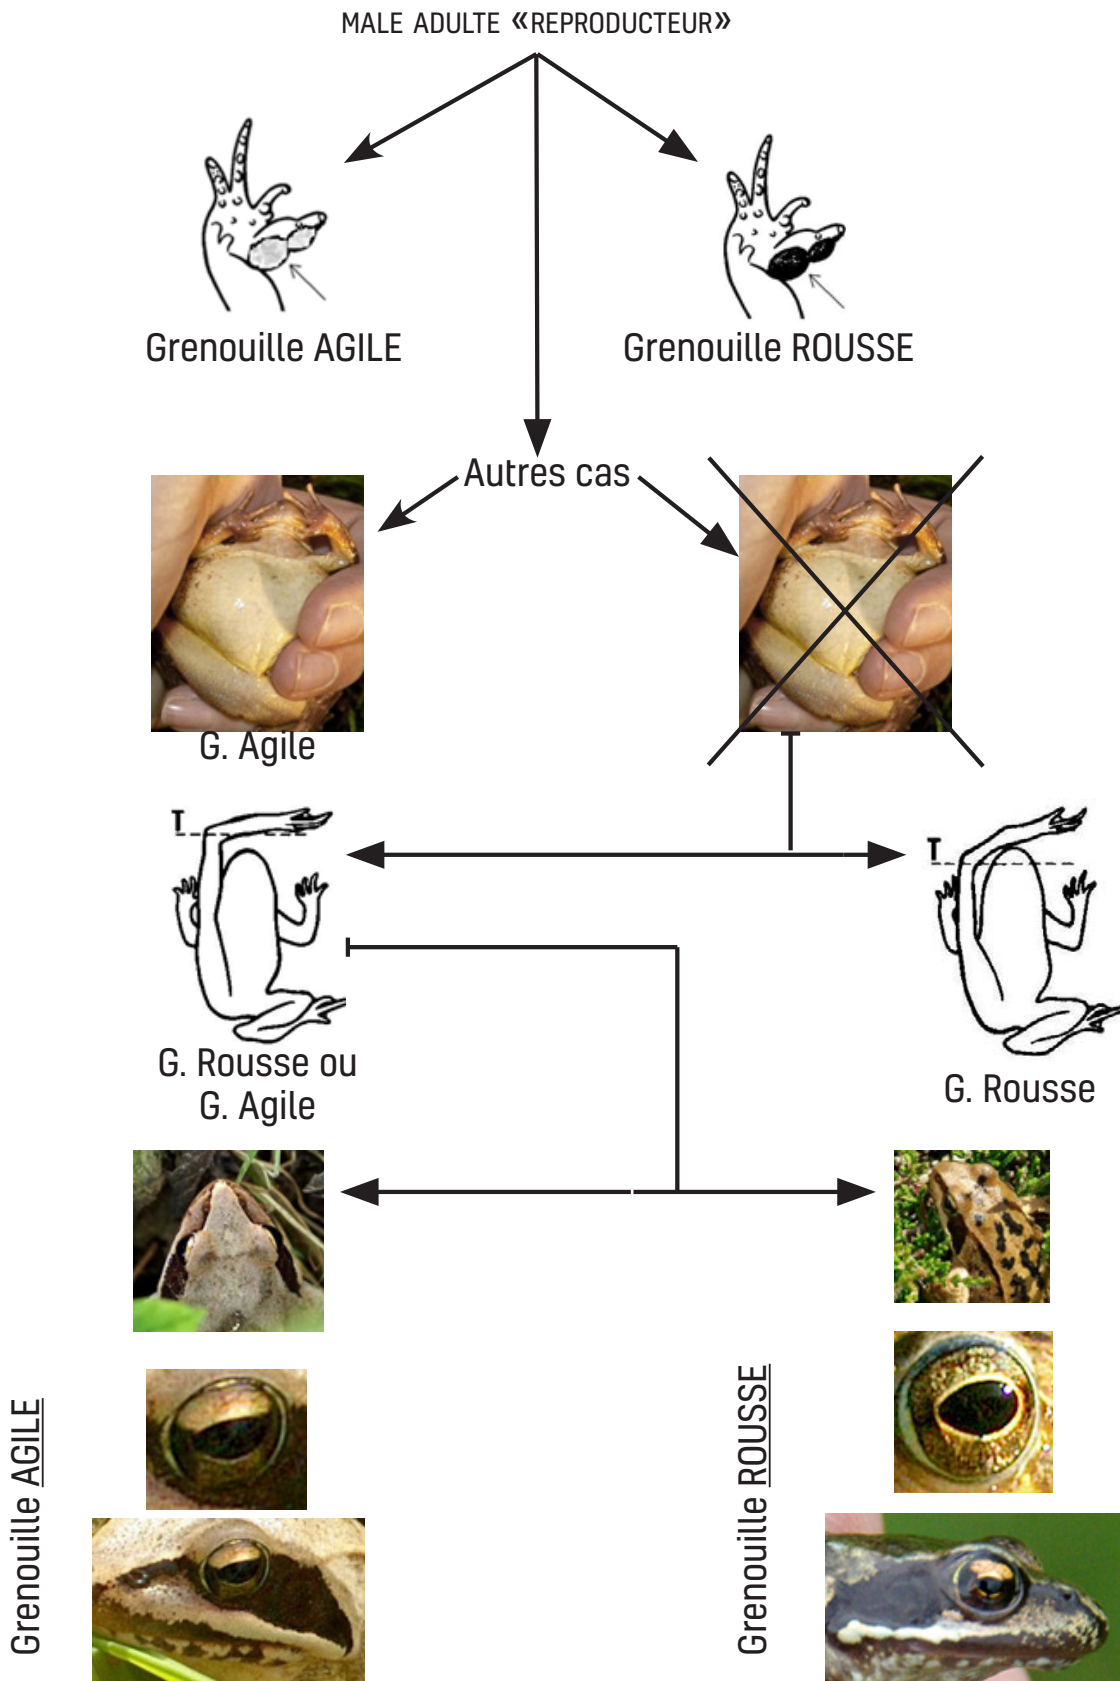 MALE ADULTE «REPRODUCTEUR»
Grenouille AGILE
Grenouille ROUSSE
Autres cas
G. Agile
T
T
G. Rousse ou
G. Agile
G. Rousse
Grenouille AGILE
Grenouille ROUSSE